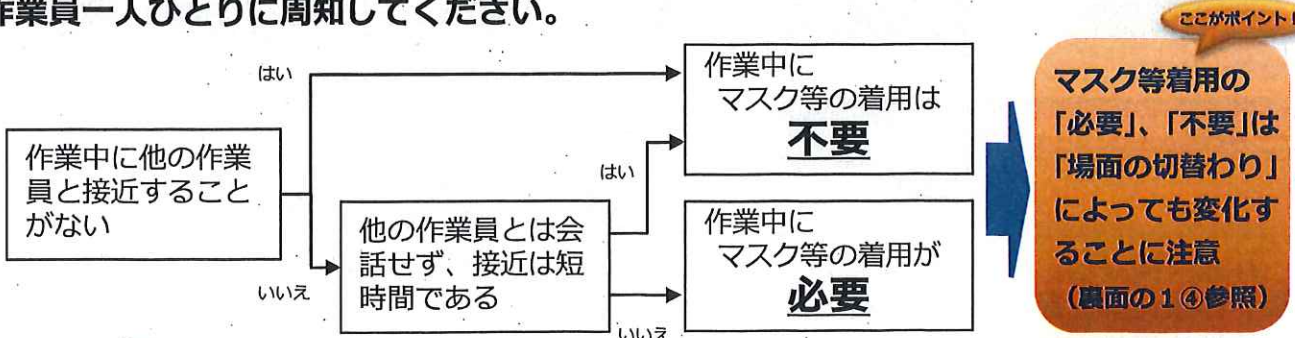 作業員一人ひとりに周知してください。
ここがポイント!
はい
作業中に
マスク等の着用は
不要
マスク等着用の
「必要」、「不要」は
「場面の切替わり」
によっても変化す
ることに注意
(裏面の1④参照)
作業中に他の作業
員と接近すること
がない
はい
いいえ
他の作業員とは会
話せず、接近は短
時間である
作業中に
マスク等の着用が
必要
いいえ